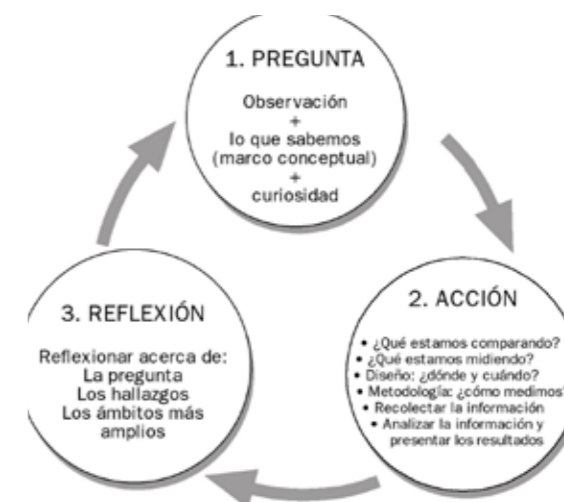 1. PREGUNTA
Observación
+
lo que sabemos
(marco conceptual)
+
curiosidad
2. ACCIÓN
• ¿Qué estamos comparando?
• ¿Qué estamos midiendo?
• Diseño: ¿dónde y cuándo?
• Metodología: ¿cómo medimos?
• Recolectar la información
• Analizar la información y
presentar los resultados
3. REFLEXIÓN
Reflexionar acerca de:
La pregunta
Los hallazgos
Los ámbitos más
amplios